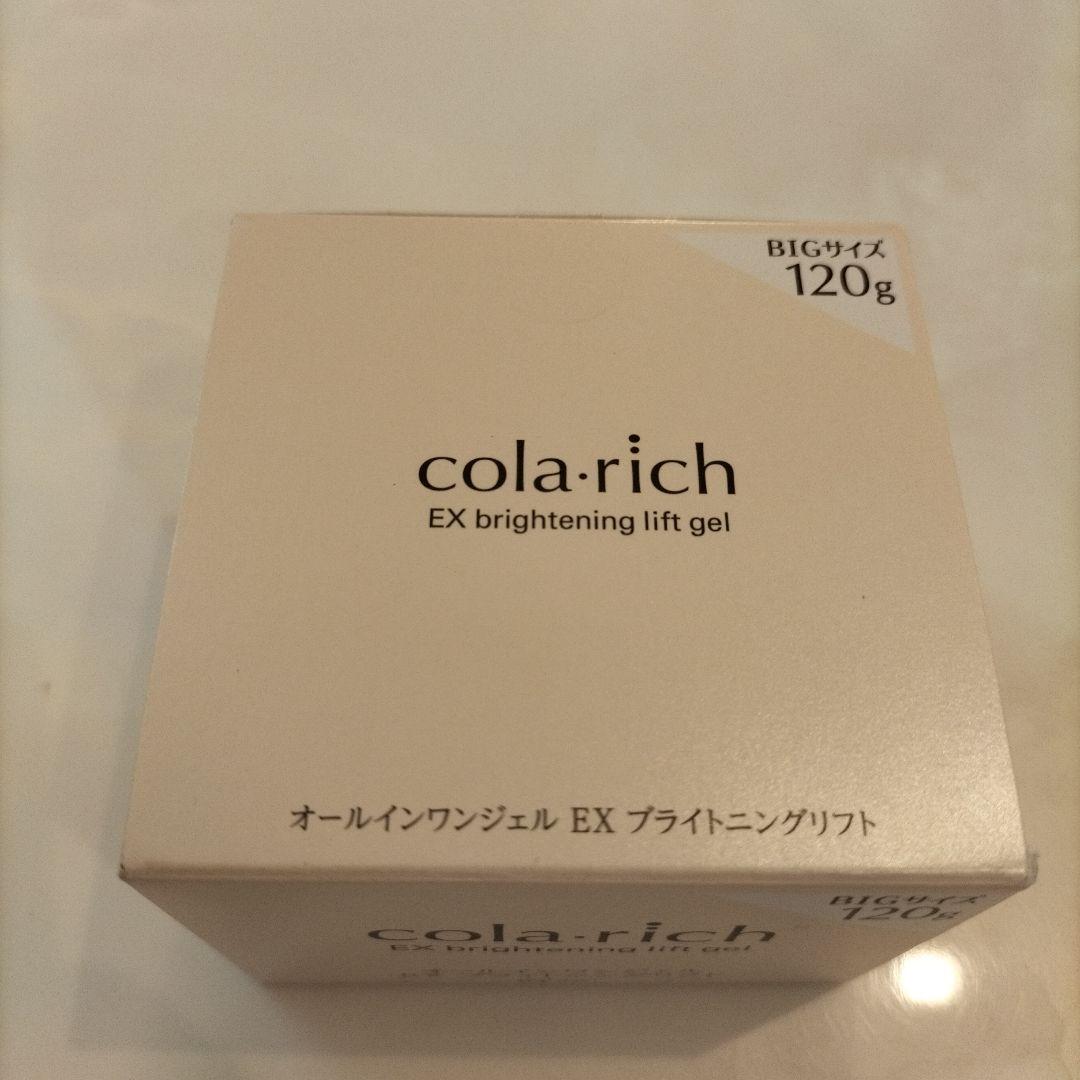 BIGサイズ
120g
cola·rich
EX brightening lift gel
オールインワンジェル EX ブライトニングリフト
BIGサイズ
120g
cola·rich
EX brightening lift gel